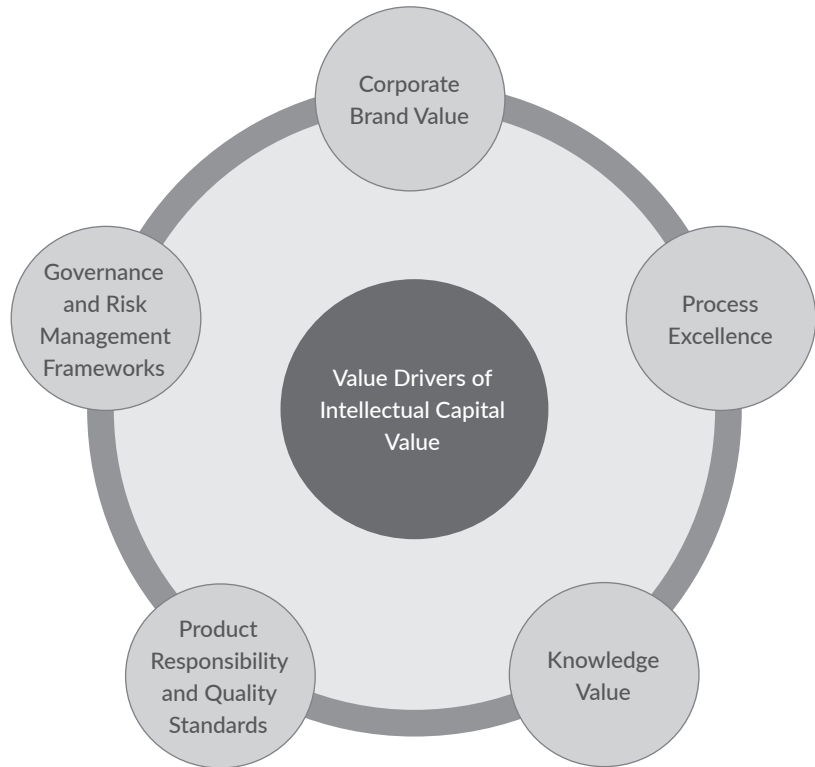 Corporate
Brand Value
Governance
and Risk
Management
Frameworks
Process
Excellence
Value Drivers of
Intellectual Capital
Value
Product
Responsibility
and Quality
Standards
Knowledge
Value